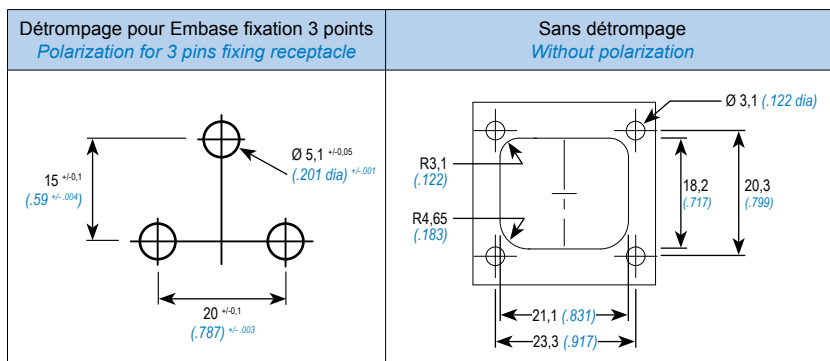 Détrompage pour Embase fixation 3 points
Polarization for 3 pins fixing receptacle
Sans détrompage
Without polarization
15 +/-0,1
(.59 +/- .004)
Ø 5,1 +/-0,05
(.201 dia) +/-.001
20 +/-0,1
(.787) +/- .003
Ø 3,1 (.122 dia)
R3,1
(.122)
R4,65
(.183)
18,2
(.717)
20,3
(.799)
21,1 (.831)
23,3 (.917)